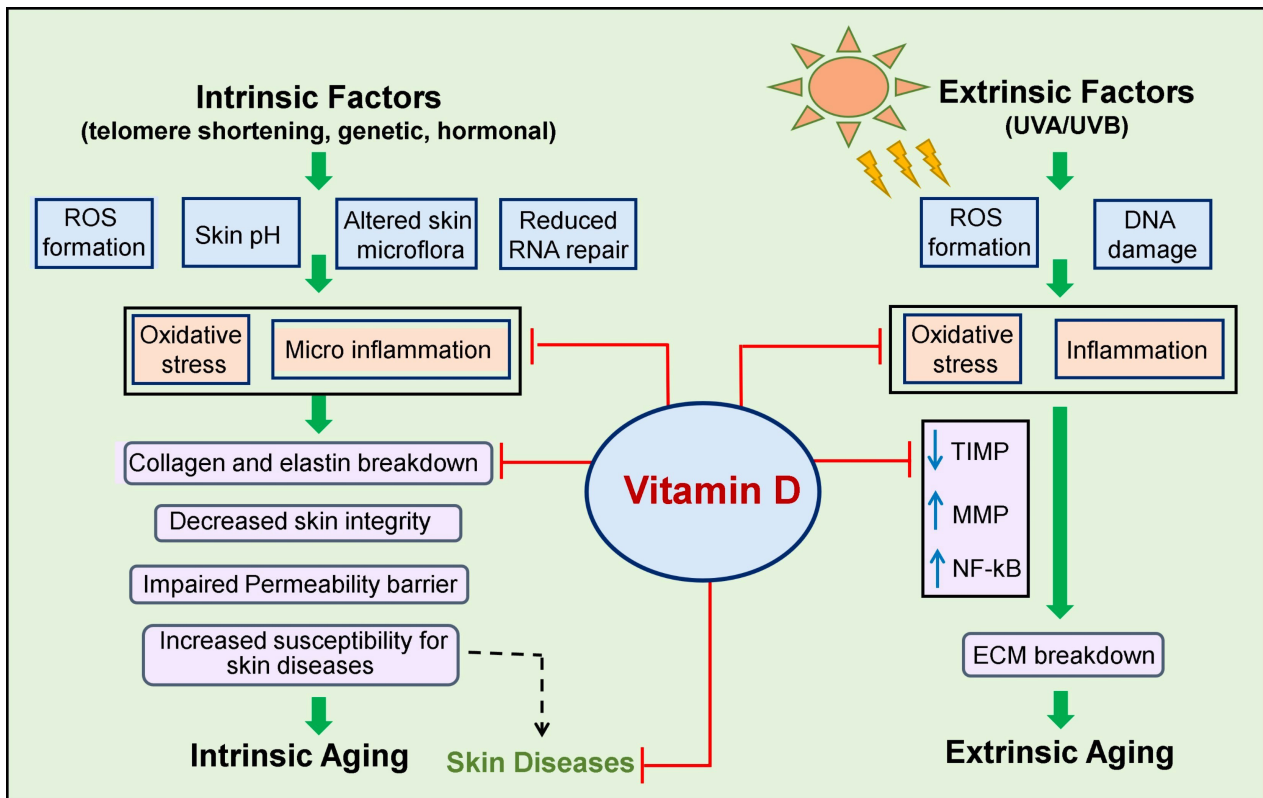 Intrinsic Factors
(telomere shortening, genetic, hormonal)
ROS
formation
Skin pH
Altered skin
microflora
Reduced
RNA repair
Oxidative
stress
Micro inflammation
Collagen and elastin breakdown
Decreased skin integrity
Impaired Permeability barrier
Increased susceptibility for
skin diseases
Intrinsic Aging
Skin Diseases
Vitamin D
Extrinsic Factors
(UVA/UVB)
ROS
formation
DNA
damage
Oxidative
stress
Inflammation
TIMP
MMP
NF-kB
ECM breakdown
Extrinsic Aging